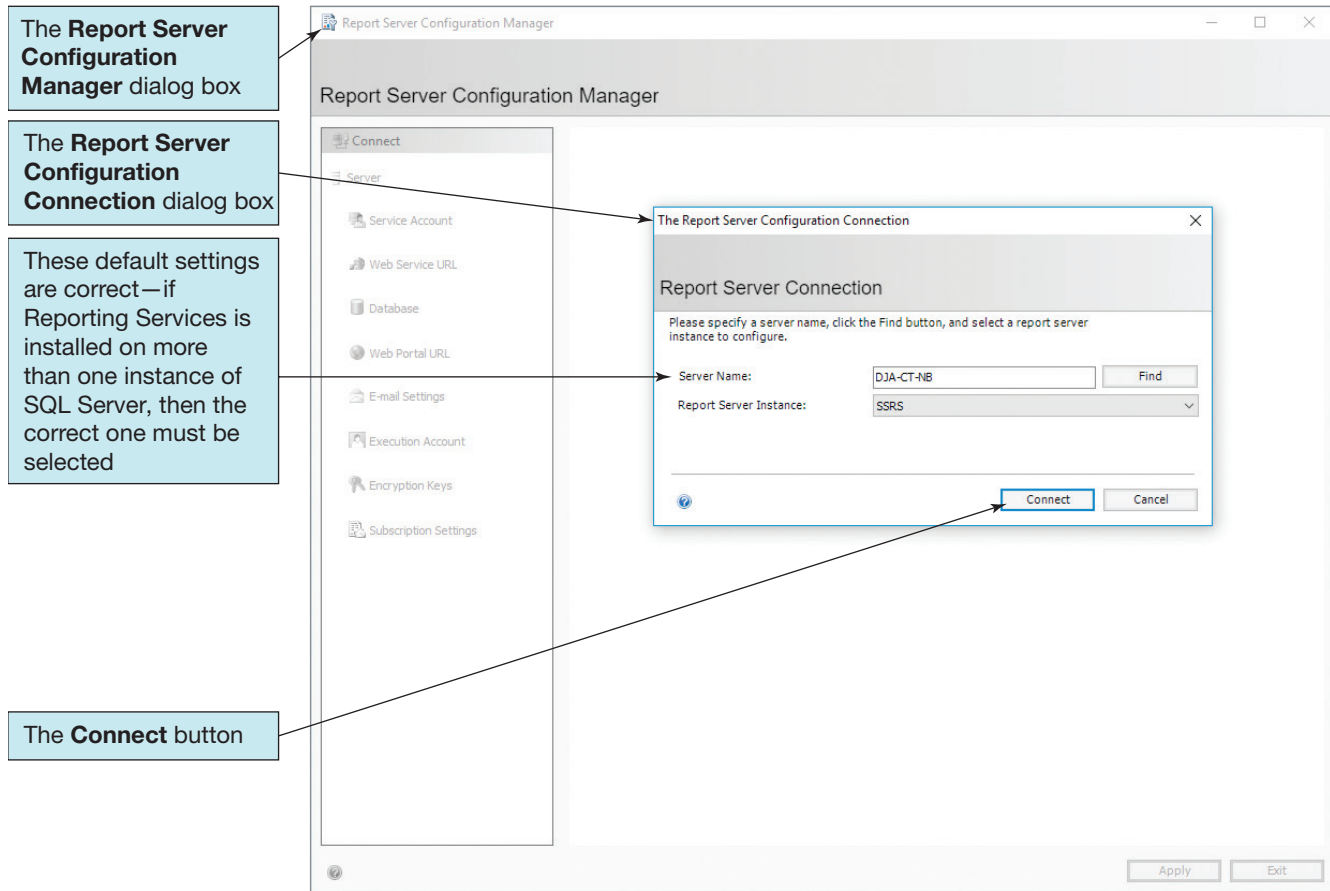 The Report Server
Configuration
Manager dialog box
The Report Server
Configuration
Connection dialog box
These default settings
are correct—if
Reporting Services is
installed on more
than one instance of
SQL Server, then the
correct one must be
selected
The Connect button
Report Server Configuration Manager
Report Server Configuration Manager
Connect
Server
Service Account
Web Service URL
Database
Web Portal URL
E-mail Settings
Execution Account
Encryption Keys
Subscription Settings
The Report Server Configuration Connection
Report Server Connection
Please specify a server name, click the Find button, and select a report server
instance to configure.
Server Name:
DJA-CT-NB
Find
Report Server Instance:
SSRS
Connect
Cancel
Apply
Exit